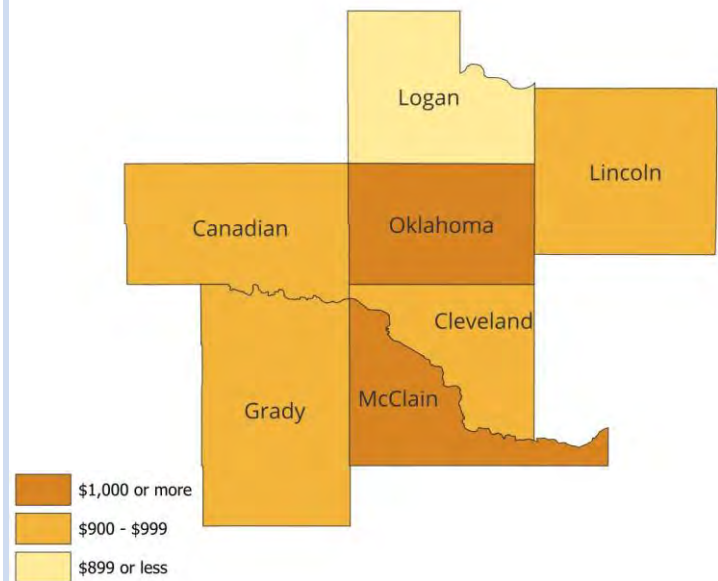 Logan
Lincoln
Canadian
Oklahoma
Cleveland
McClain
Grady
$1,000 or more
$900 - $999
$899 or less